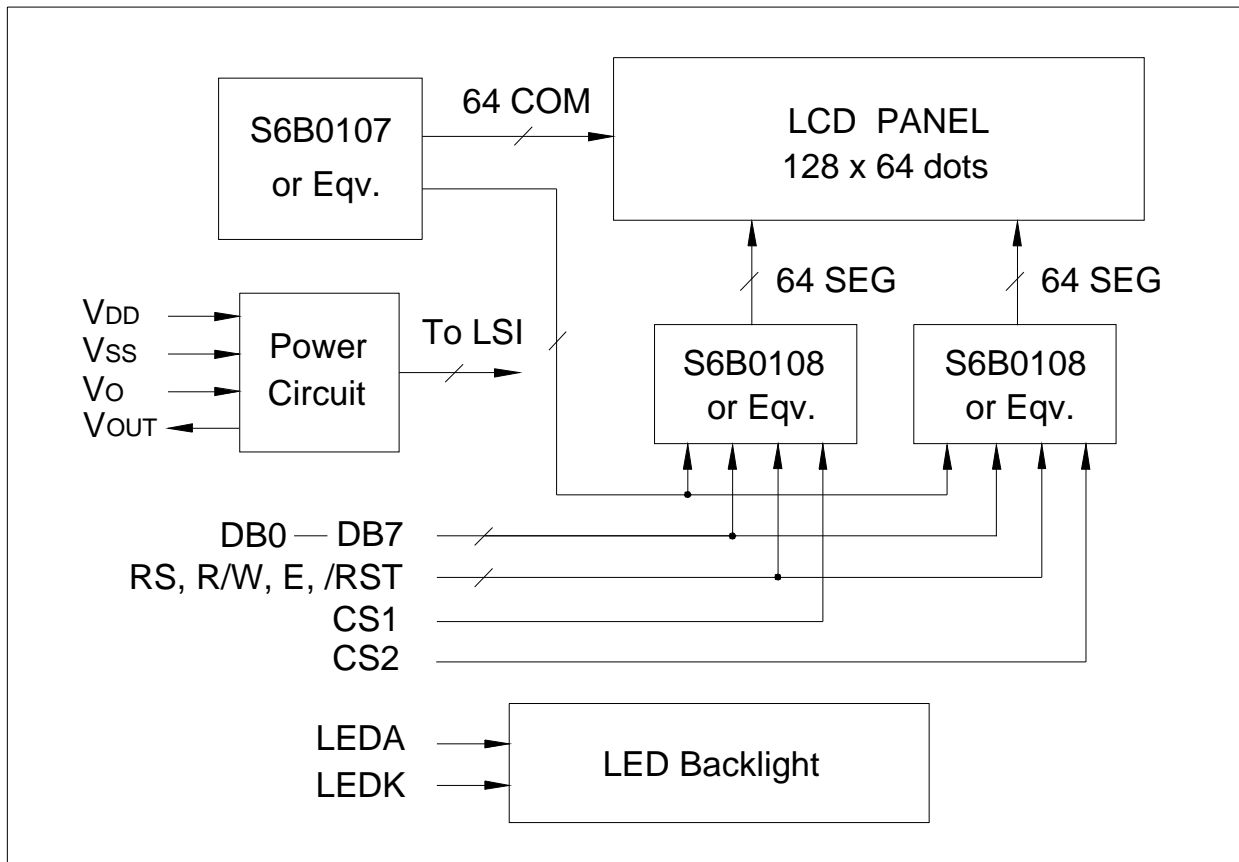 64 COM
S6B0107
or Eqv.
LCD PANEL
128 x 64 dots
64 SEG
64 SEG
VDD
VSS
VO
VOUT
Power
Circuit
To LSI
S6B0108
or Eqv.
S6B0108
or Eqv.
DB0 — DB7
RS, R/W, E, /RST
CS1
CS2
LEDA
LEDK
LED Backlight